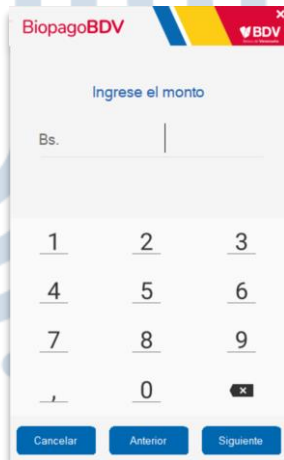 BiopagoBDV
BDV
Ingrese el monto
Bs.
1 2 3
4 5 6
7 8 9
, 0
Cancelar Anterior Siguiente